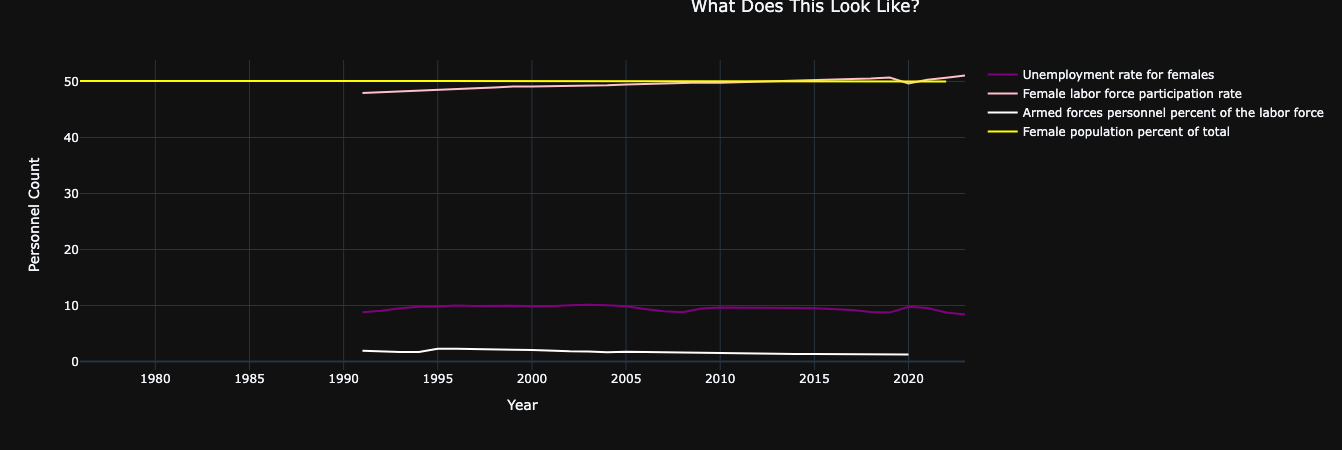 What Does This Look Like?
Personnel Count
50
40
30
20
10
0
1980
1985
1990
1995
2000
2005
2010
2015
2020
Year
Unemployment rate for females
Female labor force participation rate
Armed forces personnel percent of the labor force
Female population percent of total